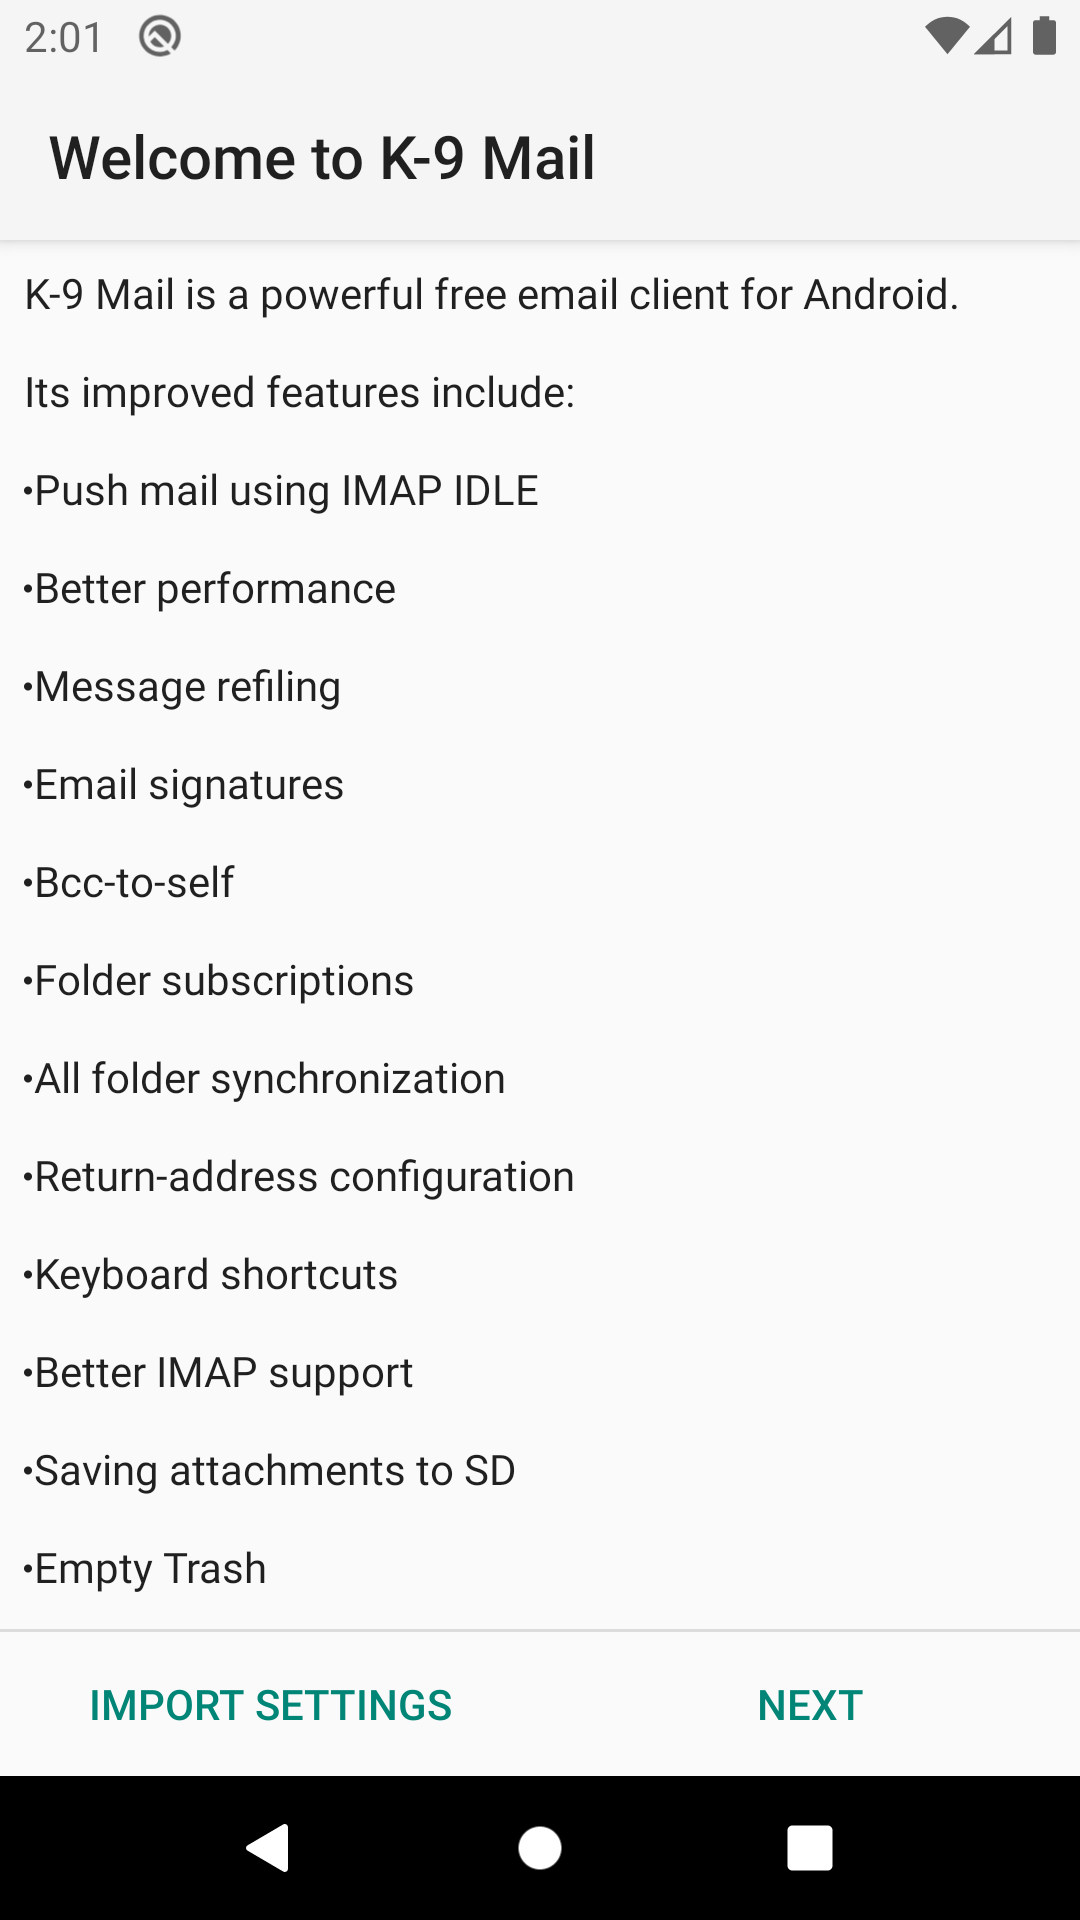 2:01
Welcome to K-9 Mail
K-9 Mail is a powerful free email client for Android.
Its improved features include:
•Push mail using IMAP IDLE
•Better performance
•Message refiling
•Email signatures
•Bcc-to-self
•Folder subscriptions
•All folder synchronization
•Return-address configuration
•Keyboard shortcuts
•Better IMAP support
•Saving attachments to SD
•Empty Trash
IMPORT SETTINGS NEXT